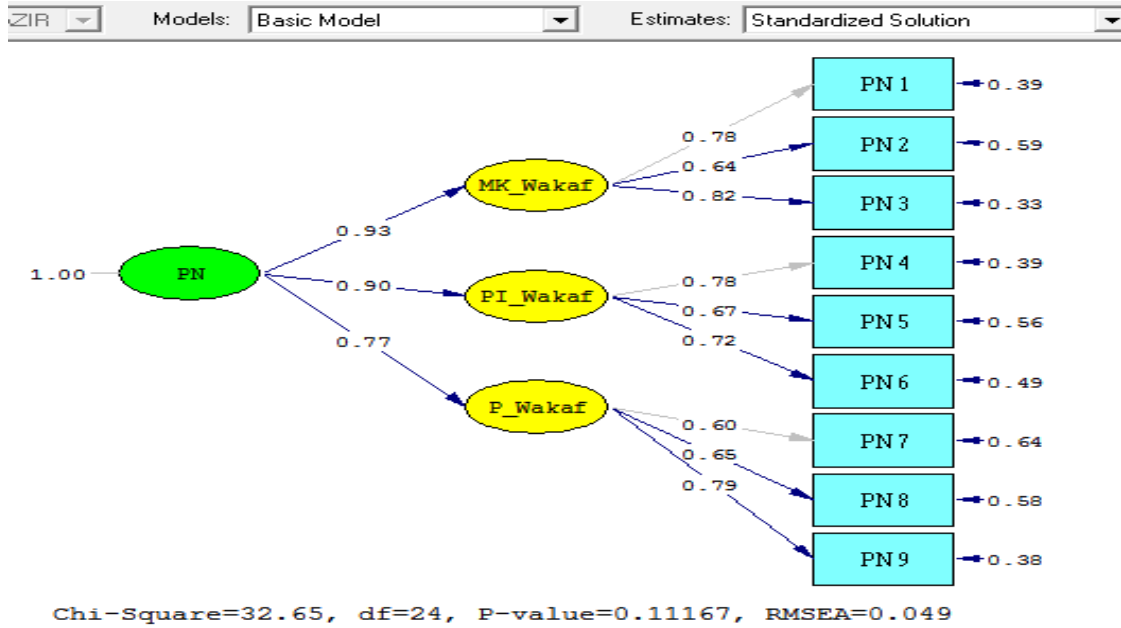 ZIR Models: Basic Model Estimates: Standardized Solution
PN 1
0.39
0.78
PN 2
0.59
0.64
MK_Wakaf
0.82
PN 3
0.33
0.93
PN 4
0.39
1.00
PN
0.78
0.90
PI_Wakaf
0.67
PN 5
0.56
0.77
0.72
PN 6
0.49
P_Wakaf
0.60
PN 7
0.64
0.65
0.79
PN 8
0.58
PN 9
0.38
Chi-Square=32.65, df=24, P-value=0.11167, RMSEA=0.049